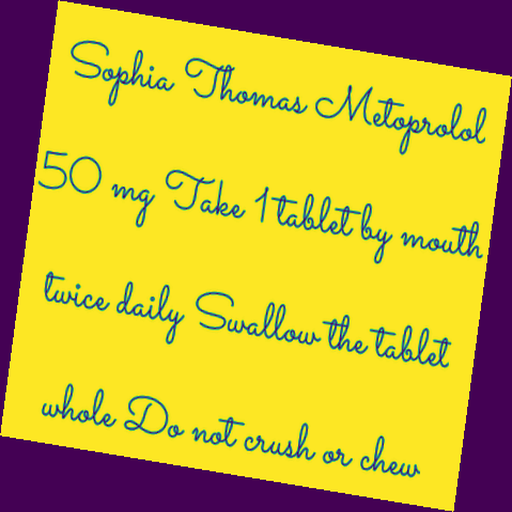 Sophia Thomas Metoprolol
50 mg Take 1 tablet by mouth
twice daily Swallow the tablet
whole Do not crush or chew